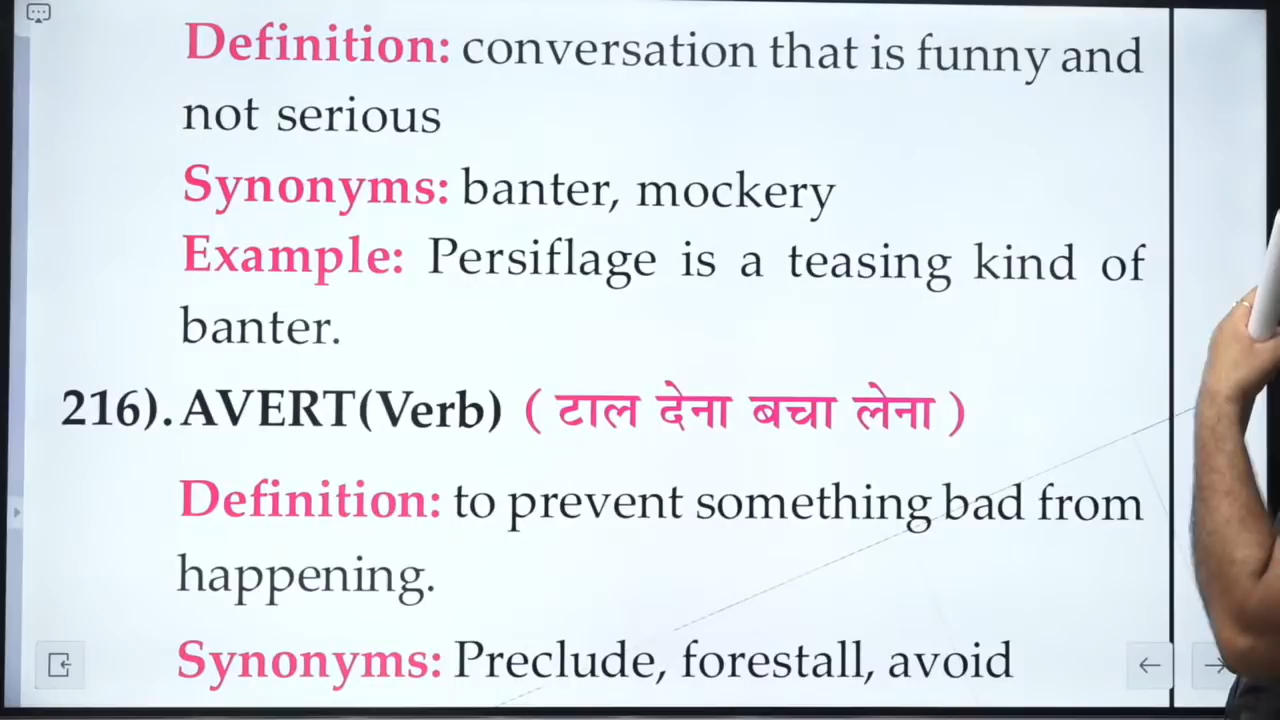 Definition: conversation that is funny and
not serious
Synonyms: banter, mockery
Example: Persiflage is a teasing kind of
banter.
216). AVERT(Verb) ( टाल देना बचा लेना )
Definition: to prevent something bad from
happening.
Synonyms: Preclude, forestall, avoid